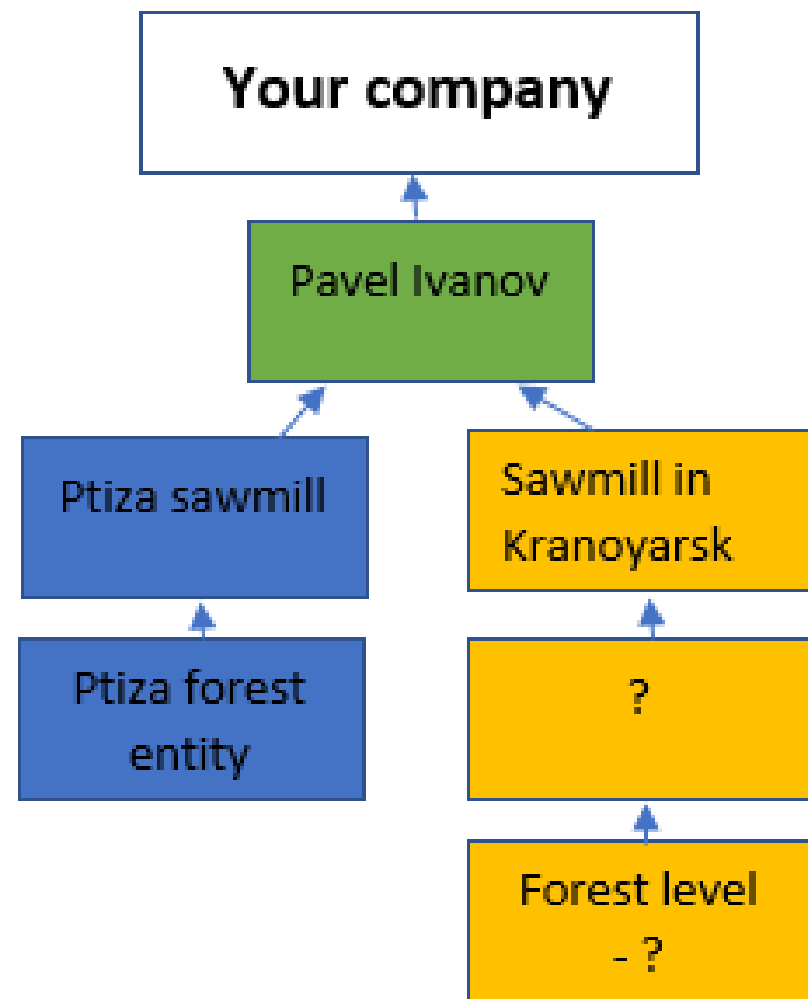 Your company
Pavel Ivanov
Ptiza sawmill
Sawmill in
Kranoyarsk
Ptiza forest
entity
?
Forest level
- ?